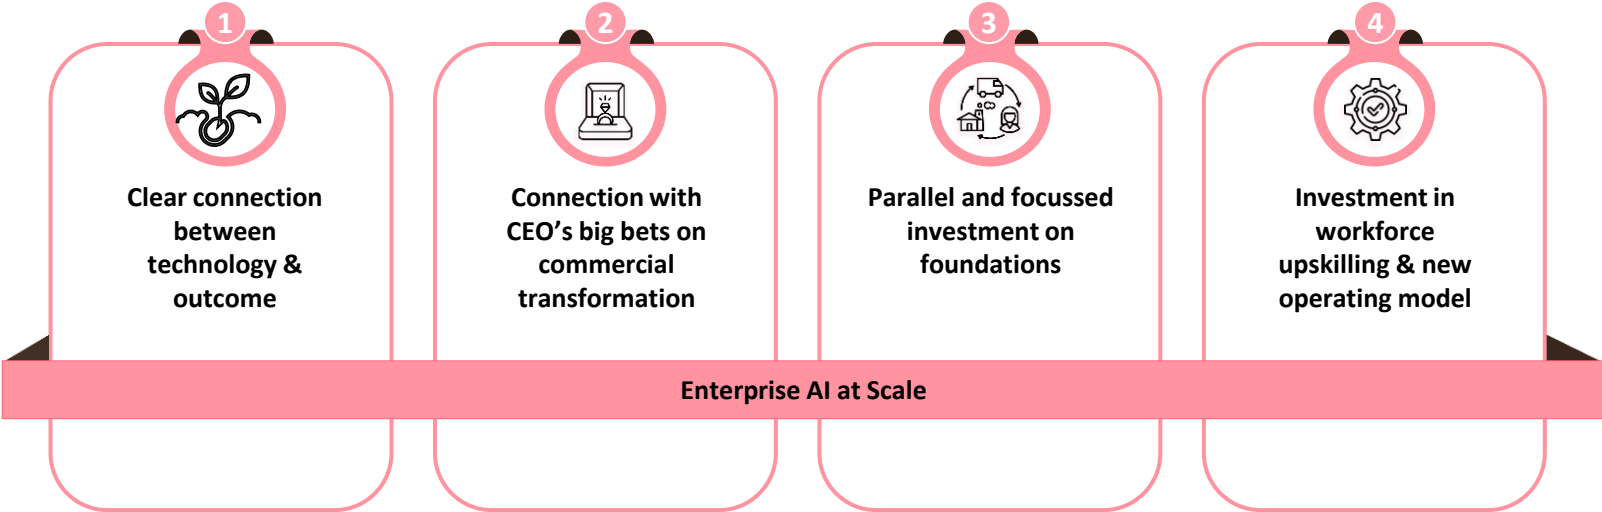 1
Clear connection
between
technology &
outcome
2
Connection with
CEO’s big bets on
commercial
transformation
3
Parallel and focussed
investment on
foundations
4
Investment in
workforce
upskilling & new
operating model
Enterprise AI at Scale